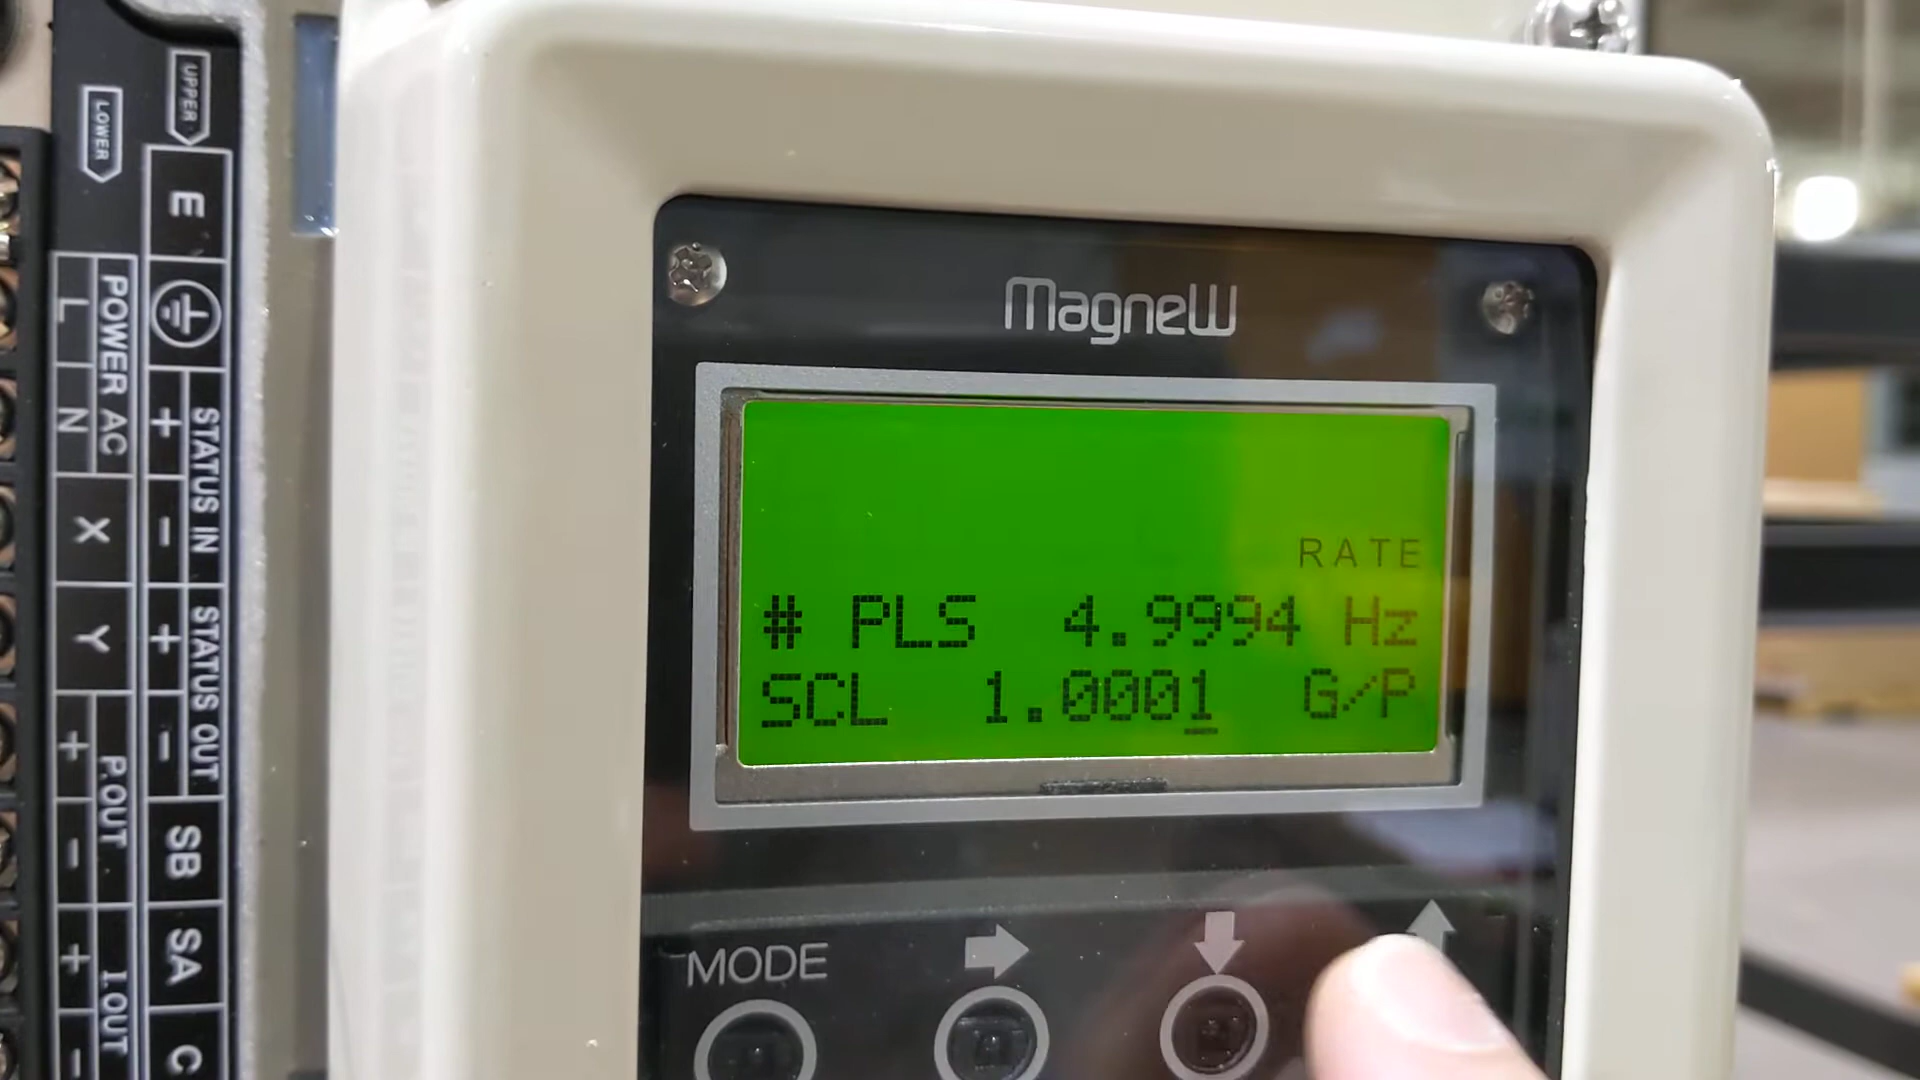 UPPER
LOWER
E
POWER AC
L
N
STATUS IN
+
-
X
Y
STATUS OUT
+
-
P.OUT
+
-
SB
SA
I.OUT
+
-
C
MagneW
RATE
# PLS 4.9994 Hz
SCL 1.0001 G/P
MODE